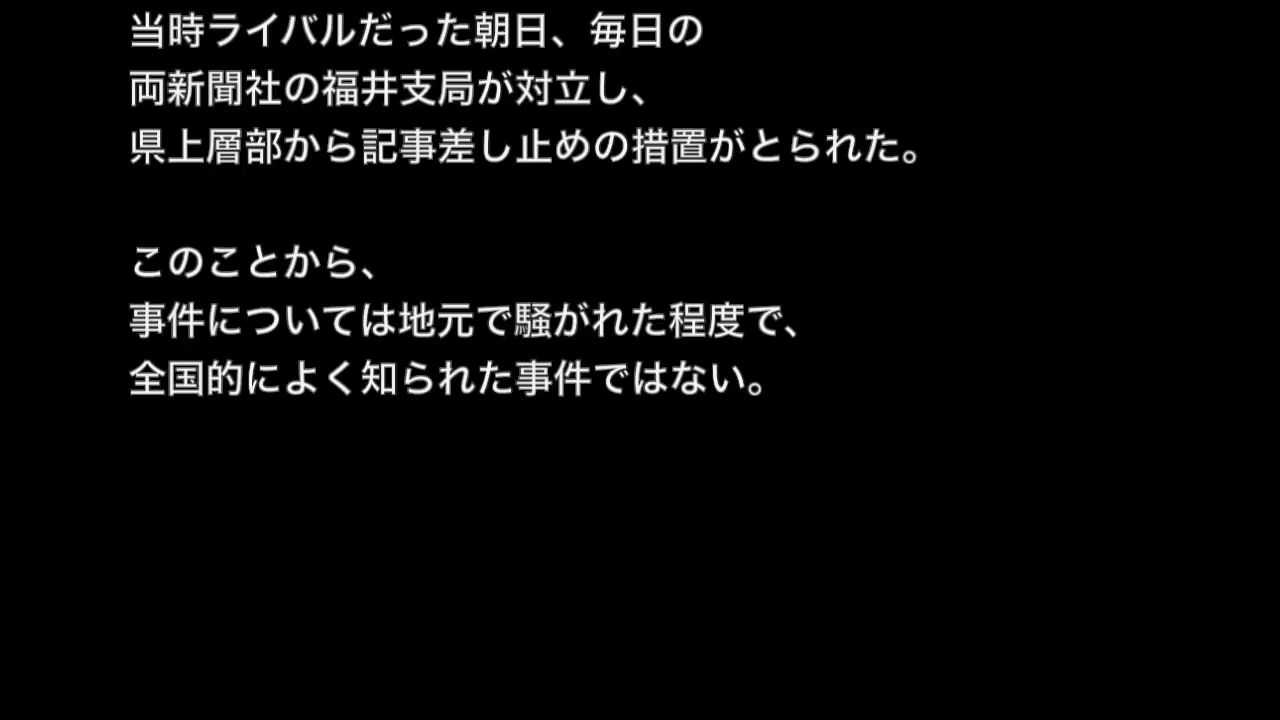 当時ライバルだった朝日、毎日の
両新聞社の福井支局が対立し、
県上層部から記事差し止めの措置がとられた。
このことから、
事件については地元で騒がれた程度で、
全国的によく知られた事件ではない。